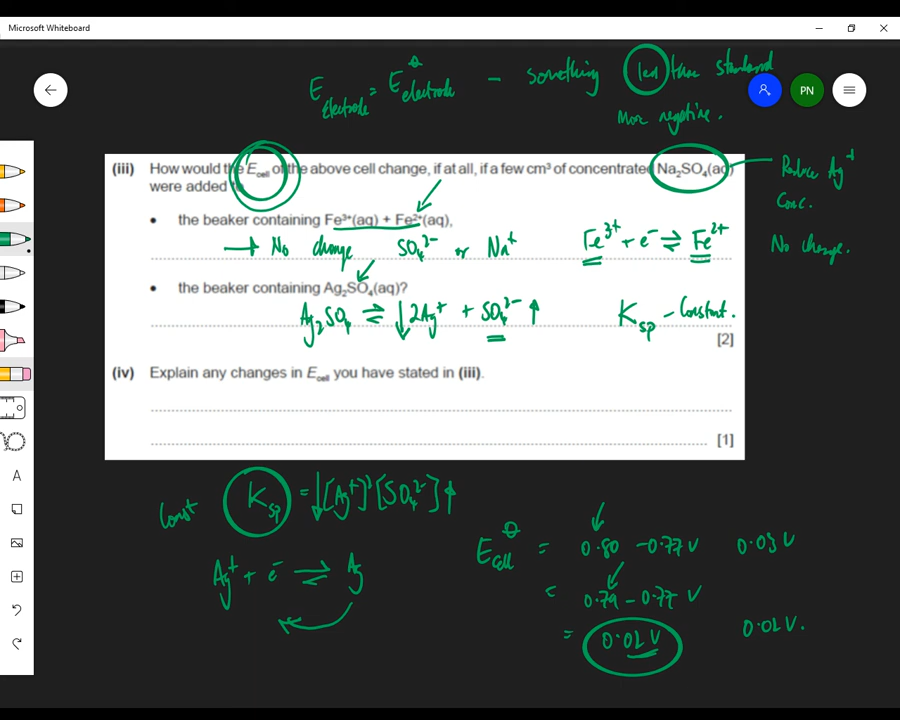 Microsoft Whiteboard
E electrode = E⦵ electrode – something less than standard
more negative.
PN
(iii) How would the Ecell of the above cell change, if at all, if a few cm³ of concentrated Na₂SO₄(aq)
were added to
Reduce Ag⁺
Conc.
No change.
• the beaker containing Fe³⁺(aq) + Fe²⁺(aq),
→ No change SO₄²⁻ or Na⁺ Fe³⁺ + e⁻ ⇌ Fe²⁺
• the beaker containing Ag₂SO₄(aq)?
Ag₂SO₄ ⇌ ↓2Ag⁺ + SO₄²⁻ ↑ Ksp – Constant.
[2]
(iv) Explain any changes in Ecell you have stated in (iii).
[1]
Const Ksp = ↓[Ag⁺]²[SO₄²⁻]↑
Ag⁺ + e⁻ ⇌ Ag
E⦵cell = 0.80 – 0.77 V 0.03 V
= 0.79 – 0.77 V
= 0.02 V 0.02 V.
A